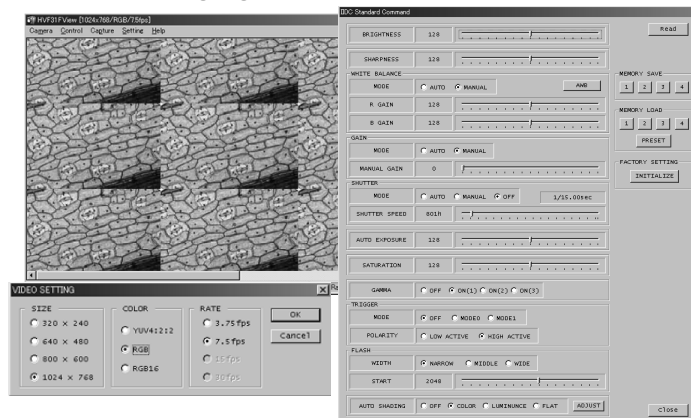 HVF31FView [1024x768/RGB/7.5fps]
Camera Control Capture Setting Help
VIDEO SETTING
SIZE
320 × 240
640 × 480
800 × 600
1024 × 768
COLOR
YUV4:2:2
RGB
RGB16
RATE
3.75fps
7.5fps
15fps
30fps
OK
Cancel
IIDC Standard Command
BRIGHTNESS 128
SHARPNESS 128
WHITE BALANCE
MODE AUTO MANUAL AWB
R GAIN 128
B GAIN 128
GAIN
MODE AUTO MANUAL
MANUAL GAIN 0
SHUTTER
MODE AUTO MANUAL OFF 1/15.00sec
SHUTTER SPEED 801h
AUTO EXPOSURE 128
SATURATION 128
GAMMA OFF ON(1) ON(2) ON(3)
TRIGGER
MODE OFF MODE0 MODE1
POLARITY LOW ACTIVE HIGH ACTIVE
FLASH
WIDTH NARROW MIDDLE WIDE
START 2048
AUTO SHADING OFF COLOR LUMINUNCE FLAT ADJUST
Read
MEMORY SAVE
1 2 3 4
MEMORY LOAD
1 2 3 4
PRESET
FACTORY SETTING
INITIALIZE
Close